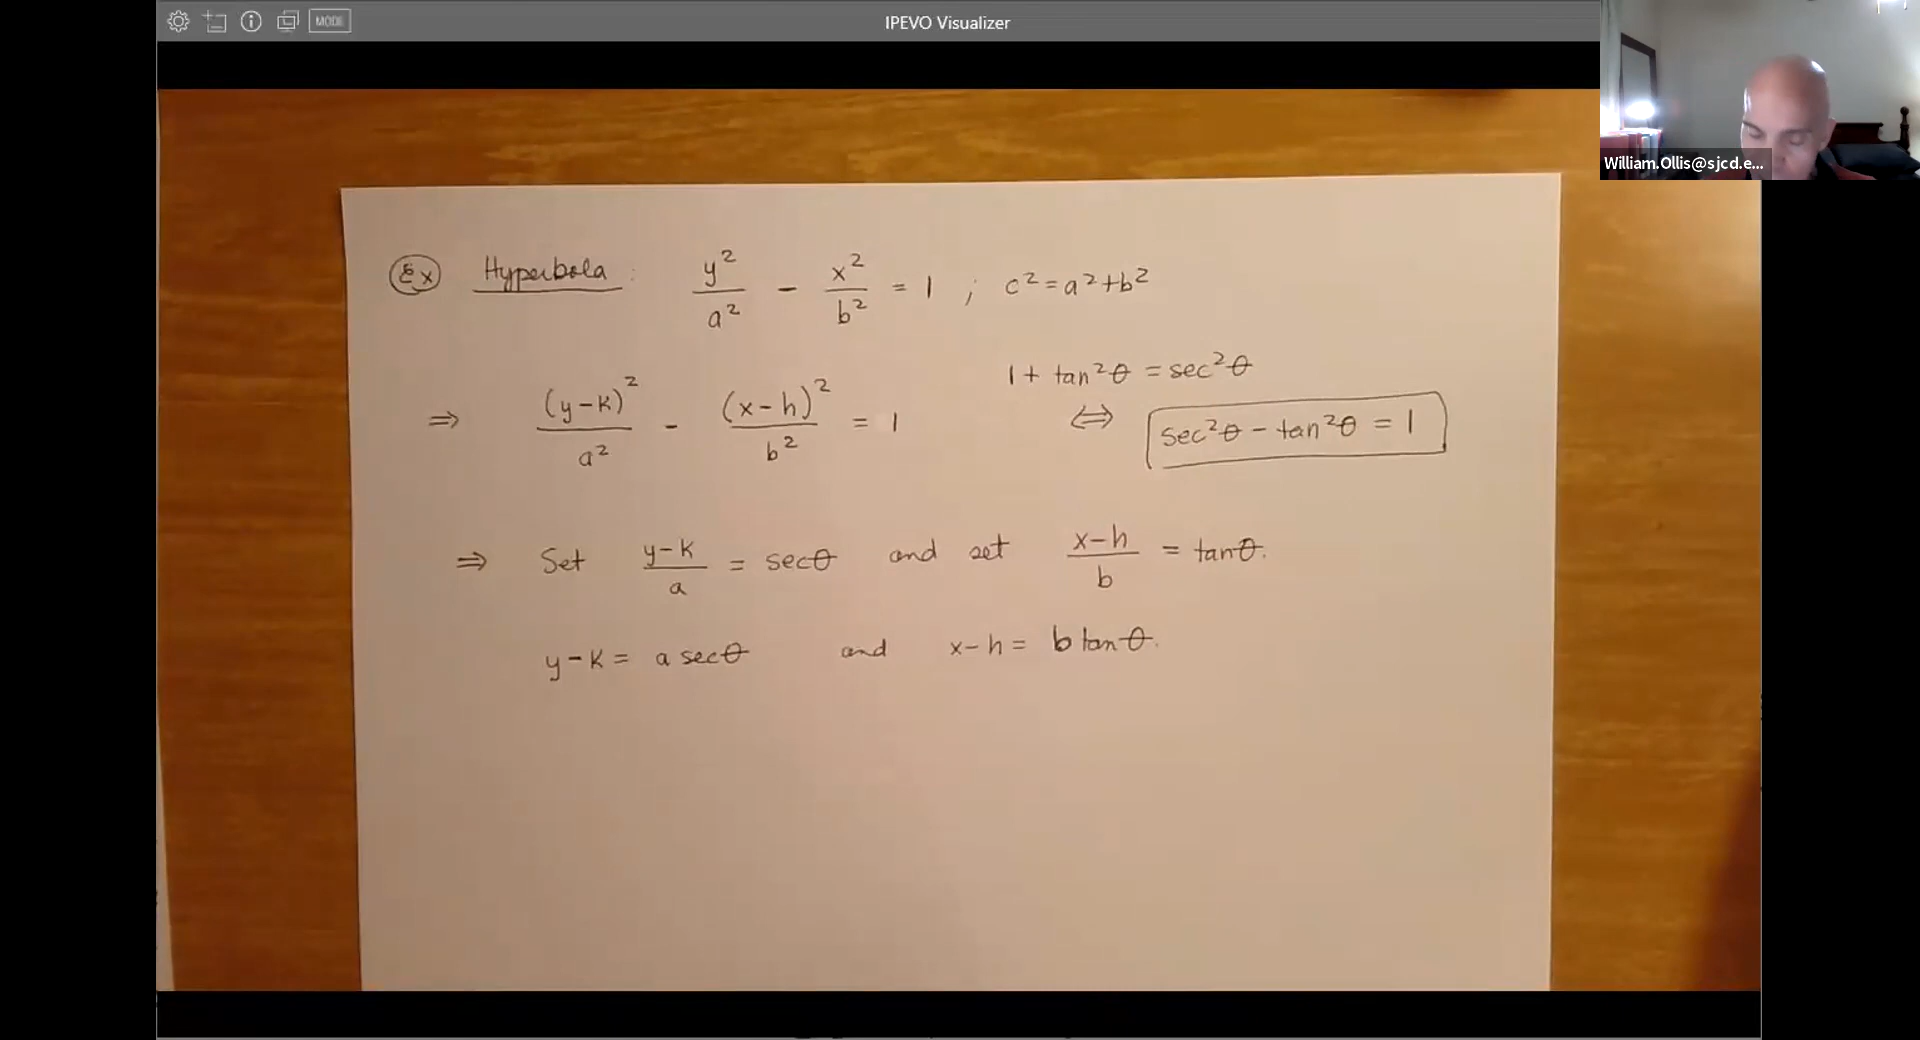 MODE
IPEVO Visualizer
William.Ollis@sjcd.e...
Ex Hyperbola: y²/a² - x²/b² = 1 ; c² = a² + b²
1 + tan²θ = sec²θ
⇒ (y-k)²/a² - (x-h)²/b² = 1 ⇔ sec²θ - tan²θ = 1
⇒ Set (y-k)/a = secθ and set (x-h)/b = tanθ.
y-k = a secθ and x-h = b tanθ.